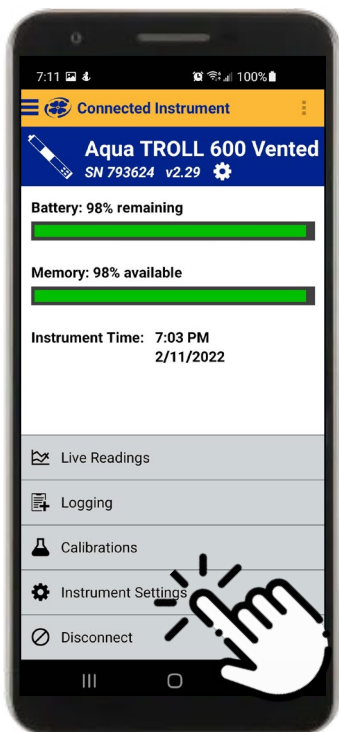 7:11 100%
Connected Instrument
Aqua TROLL 600 Vented
SN 793624 v2.29
Battery: 98% remaining
Memory: 98% available
Instrument Time: 7:03 PM
2/11/2022
Live Readings
Logging
Calibrations
Instrument Settings
Disconnect